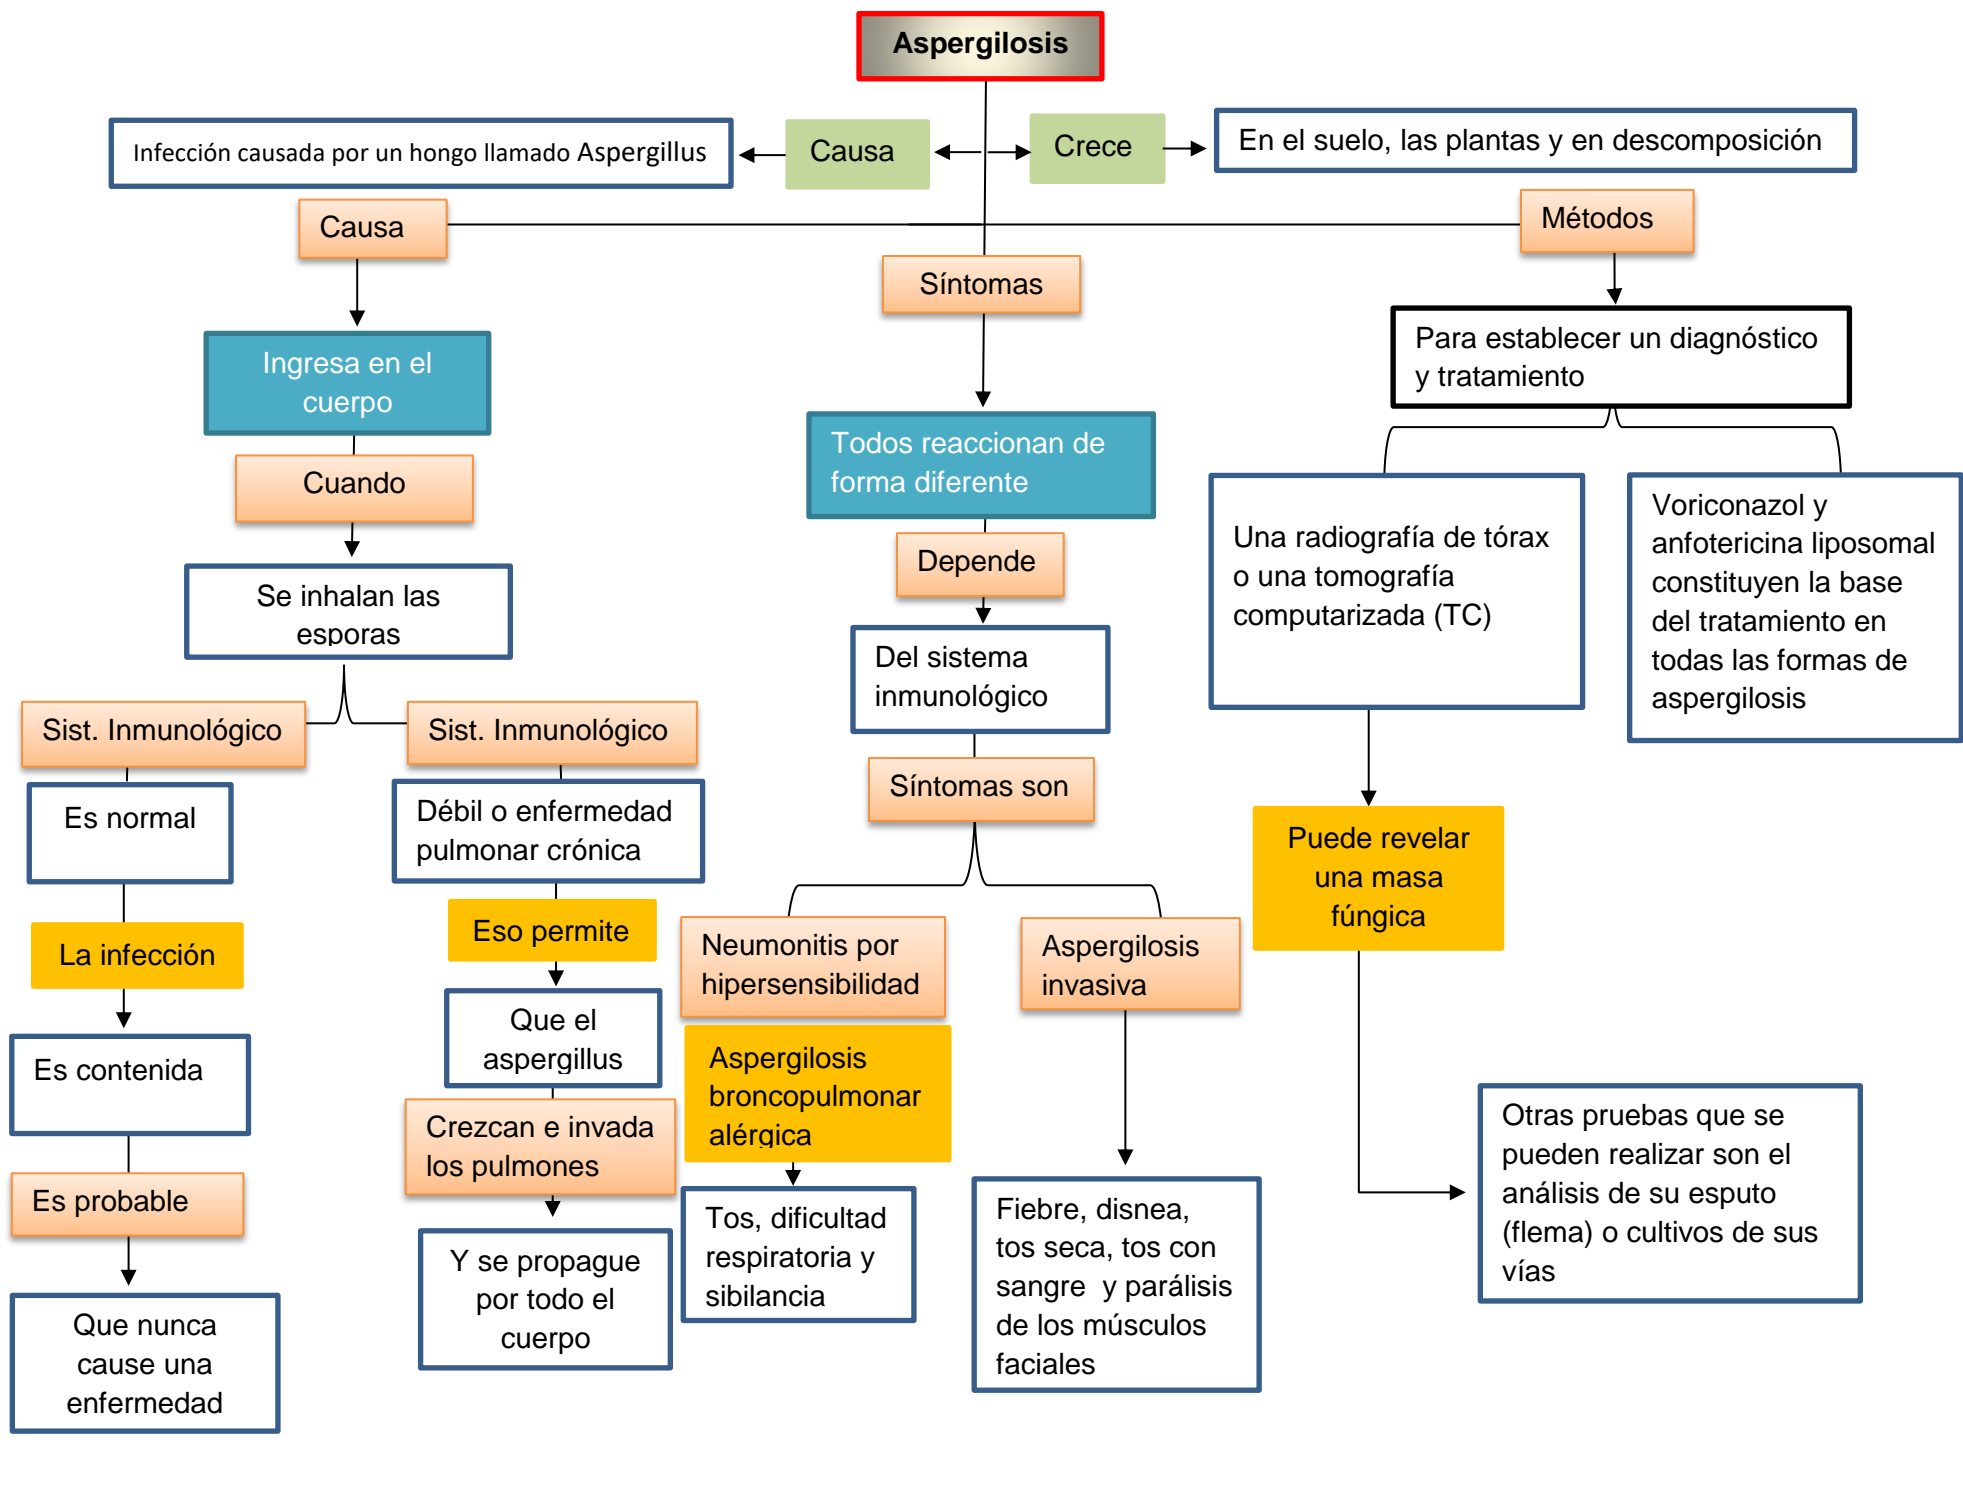 Aspergilosis
Infección causada por un hongo llamado Aspergillus
Causa
Crece
En el suelo, las plantas y en descomposición
Causa
Síntomas
Métodos
Ingresa en el
cuerpo
Cuando
Se inhalan las
esporas
Sist. Inmunológico
Es normal
La infección
Es contenida
Es probable
Que nunca
cause una
enfermedad
Sist. Inmunológico
Débil o enfermedad
pulmonar crónica
Eso permite
Que el
aspergillus
Crezcan e invada
los pulmones
Y se propague
por todo el
cuerpo
Todos reaccionan de
forma diferente
Depende
Del sistema
inmunológico
Síntomas son
Neumonitis por
hipersensibilidad
Aspergilosis
broncopulmonar
alérgica
Tos, dificultad
respiratoria y
sibilancia
Aspergilosis
invasiva
Fiebre, disnea,
tos seca, tos con
sangre  y parálisis
de los músculos
faciales
Para establecer un diagnóstico
y tratamiento
Una radiografía de tórax
o una tomografía
computarizada (TC)
Puede revelar
una masa
fúngica
Otras pruebas que se
pueden realizar son el
análisis de su esputo
(flema) o cultivos de sus
vías
Voriconazol y
anfotericina liposomal
constituyen la base
del tratamiento en
todas las formas de
aspergilosis